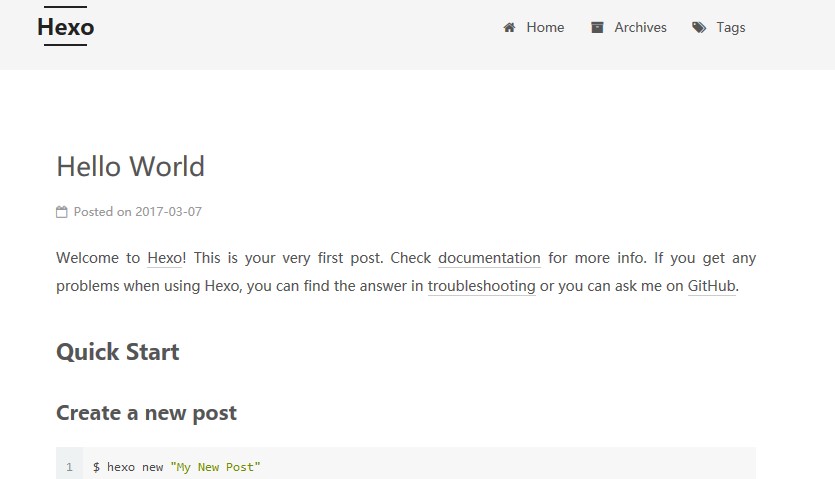 Hexo
Home Archives Tags
Hello World
Posted on 2017-03-07
Welcome to Hexo! This is your very first post. Check documentation for more info. If you get any
problems when using Hexo, you can find the answer in troubleshooting or you can ask me on GitHub.
Quick Start
Create a new post
1 $ hexo new "My New Post"